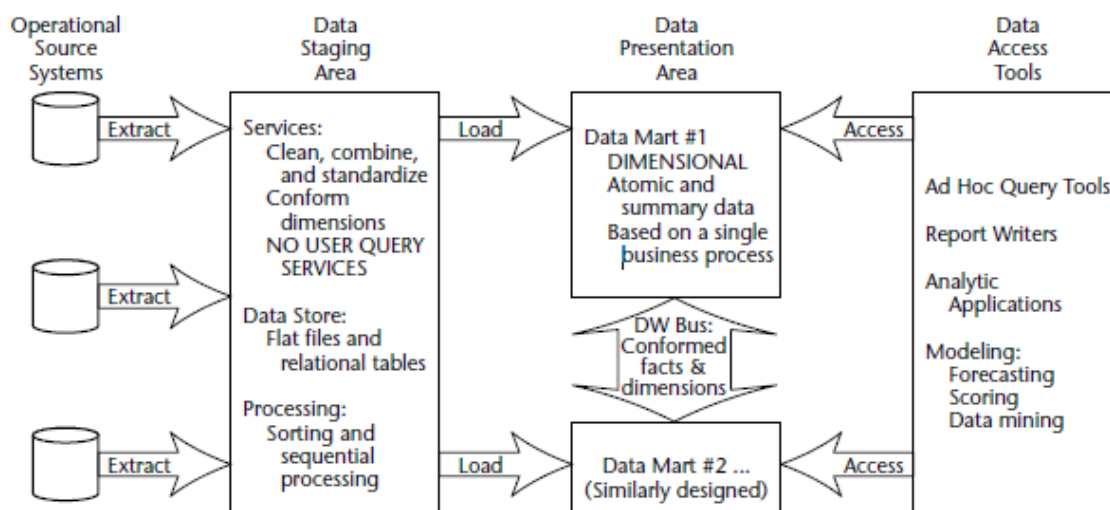 Operational
Source
Systems
Data
Staging
Area
Data
Presentation
Area
Data
Access
Tools
Extract
Extract
Extract
Services:
Clean, combine,
and standardize
Conform
dimensions
NO USER QUERY
SERVICES
Data Store:
Flat files and
relational tables
Processing:
Sorting and
sequential
processing
Load
Load
Data Mart #1
DIMENSIONAL
Atomic and
summary data
Based on a single
business process
DW Bus:
Conformed
facts &
dimensions
Data Mart #2 ...
(Similarly designed)
Access
Access
Ad Hoc Query Tools
Report Writers
Analytic
Applications
Modeling:
Forecasting
Scoring
Data mining